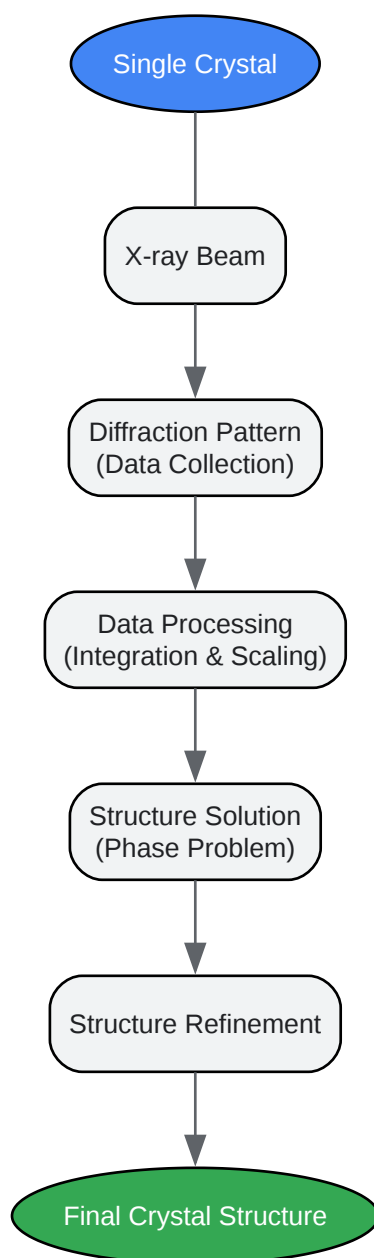 Single Crystal
X-ray Beam
Diffraction Pattern
(Data Collection)
Data Processing
(Integration & Scaling)
Structure Solution
(Phase Problem)
Structure Refinement
Final Crystal Structure